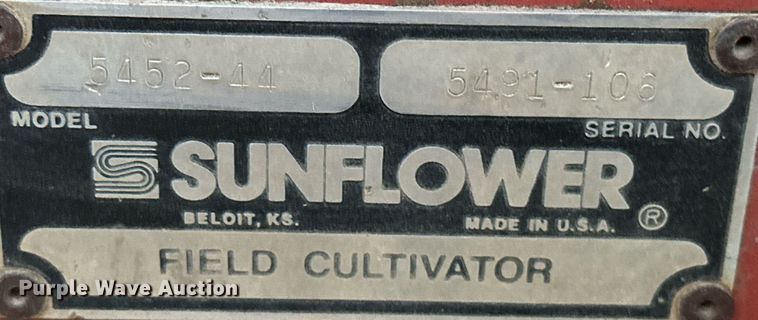 5452-44 5491-106
MODEL SERIAL NO.
SUNFLOWER ®
BELOIT, KS. MADE IN U.S.A.
FIELD CULTIVATOR
Purple Wave Auction